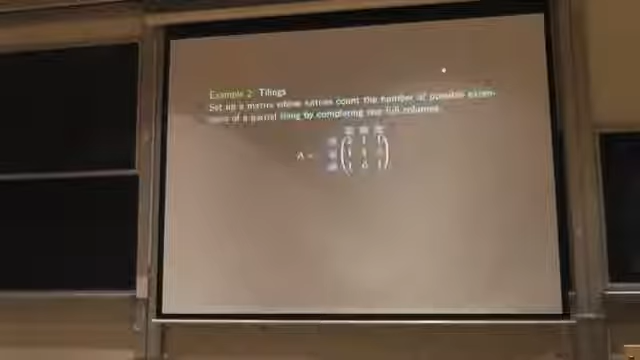 Example 2: Tilings
Set up a matrix whose entries count the number of possible exten-
sions of a partial tiling by completing two full columns.
A =